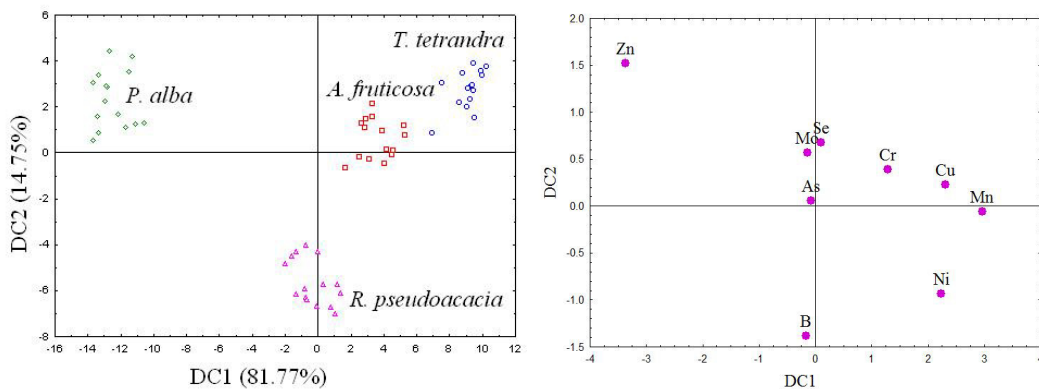 6
4
2
0
-2
-4
-6
-8
DC2 (14.75%)
P. alba
A. fruticosa
T. tetrandra
R. pseudoacacia
-16 -14 -12 -10 -8 -6 -4 -2 0 2 4 6 8 10 12
DC1 (81.77%)
2.0
1.5
1.0
0.5
0.0
-0.5
-1.0
-1.5
DC2
Zn
Mo Se
Cr
Cu
As
Mn
Ni
B
-4 -3 -2 -1 0 1 2 3 4
DC1